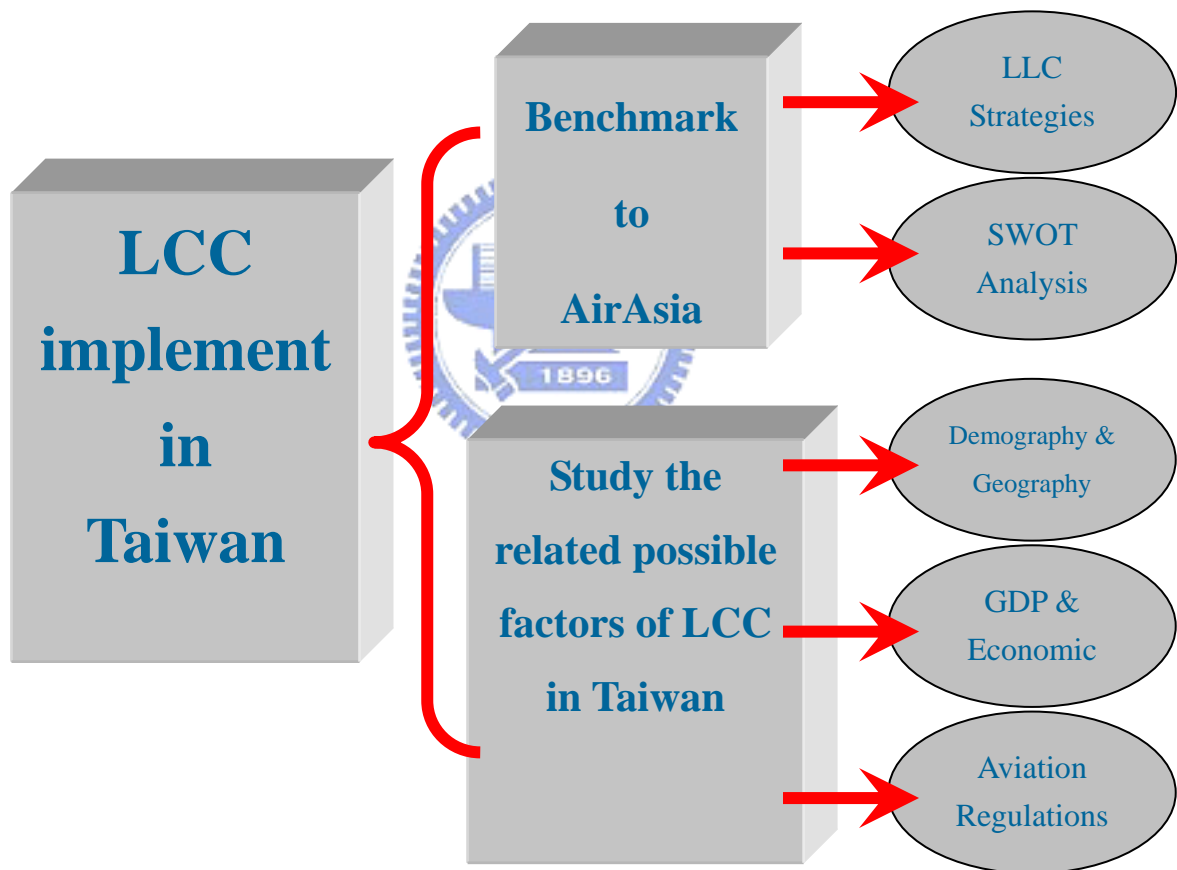 LCC
implement
in
Taiwan
Benchmark
to
AirAsia
LLC
Strategies
SWOT
Analysis
1896
Study the
related possible
factors of LCC
in Taiwan
Demography &
Geography
GDP &
Economic
Aviation
Regulations